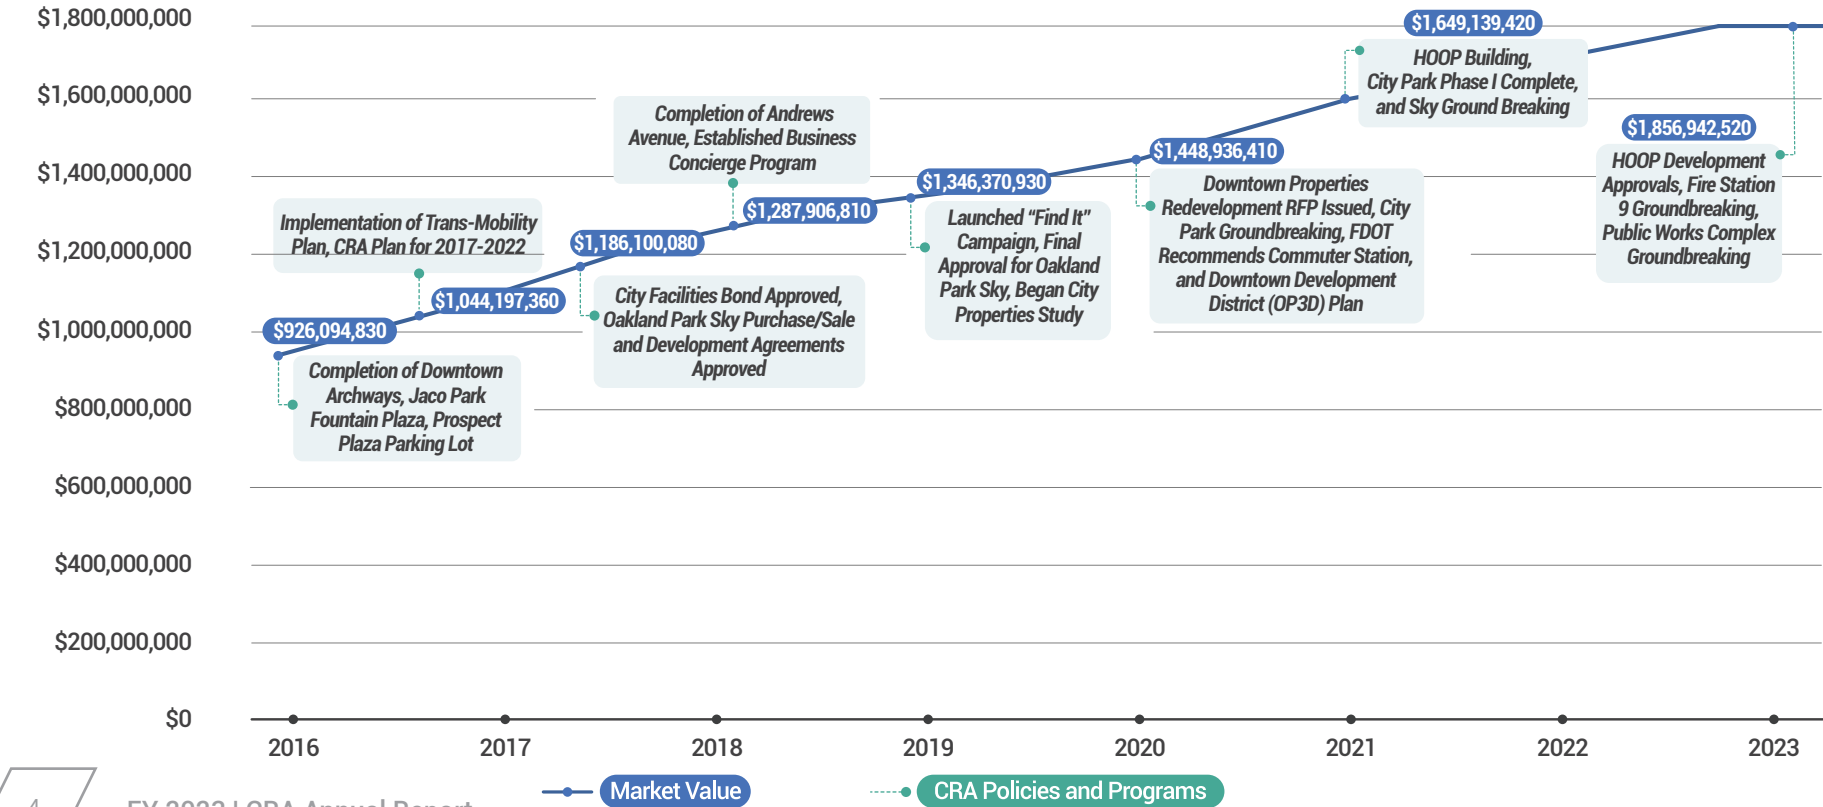 $1,800,000,000
$1,600,000,000
$1,400,000,000
$1,200,000,000
$1,000,000,000
$800,000,000
$600,000,000
$400,000,000
$200,000,000
$0
$926,094,830
Completion of Downtown
Archways, Jaco Park
Fountain Plaza, Prospect
Plaza Parking Lot
Implementation of Trans-Mobility
Plan, CRA Plan for 2017-2022
$1,044,197,360
$1,186,100,080
City Facilities Bond Approved,
Oakland Park Sky Purchase/Sale
and Development Agreements
Approved
Completion of Andrews
Avenue, Established Business
Concierge Program
$1,287,906,810
$1,346,370,930
Launched “Find It”
Campaign, Final
Approval for Oakland
Park Sky, Began City
Properties Study
$1,448,936,410
Downtown Properties
Redevelopment RFP Issued, City
Park Groundbreaking, FDOT
Recommends Commuter Station,
and Downtown Development
District (OP3D) Plan
$1,649,139,420
HOOP Building,
City Park Phase I Complete,
and Sky Ground Breaking
$1,856,942,520
HOOP Development
Approvals, Fire Station
9 Groundbreaking,
Public Works Complex
Groundbreaking
2016 2017 2018 2019 2020 2021 2022 2023
Market Value CRA Policies and Programs
4 FY 2023 | CRA Annual Report